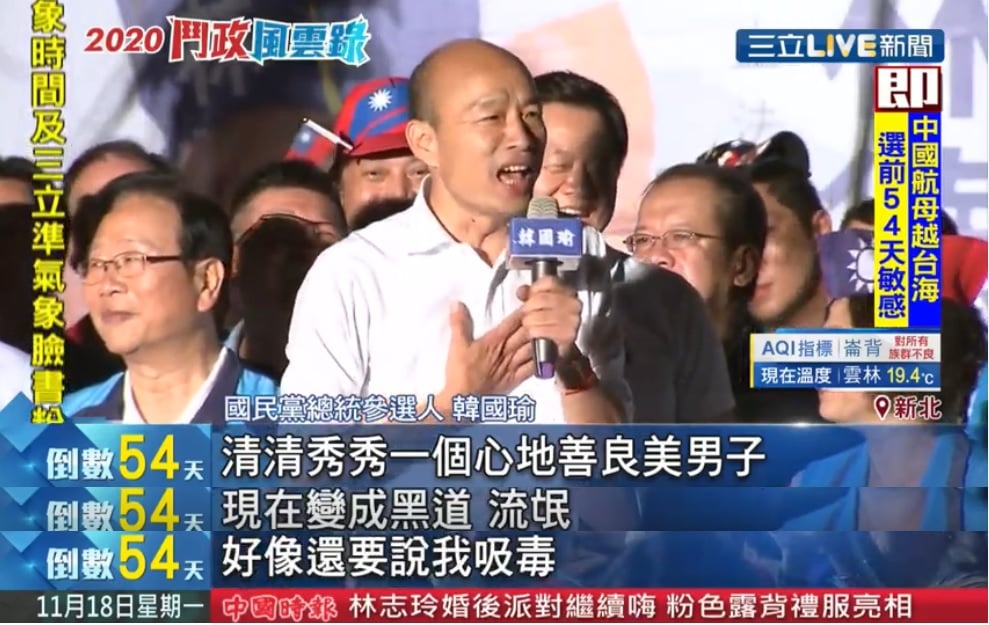 象時間及三立準氣象臉書粉
2020鬥政風雲錄
三立LIVE新聞
即
中國航母越台海
選前54天敏感
韓國瑜
AQI指標 崙背 對所有族群不良
現在溫度 雲林 19.4℃
新北
國民黨總統參選人 韓國瑜
倒數54天 清清秀秀一個心地善良美男子
倒數54天 現在變成黑道 流氓
倒數54天 好像還要說我吸毒
11月18日星期一 中國時報 林志玲婚後派對繼續嗨 粉色露背禮服亮相